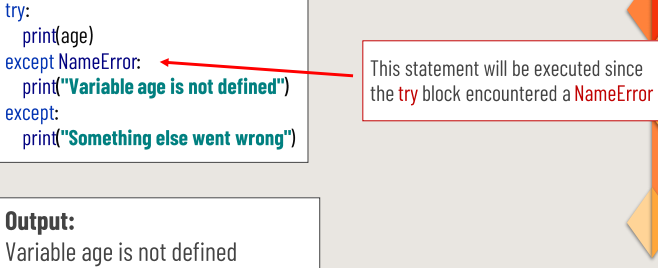 try:
    print(age)
except NameError:
    print("Variable age is not defined")
except:
    print("Something else went wrong")
This statement will be executed since
the try block encountered a NameError
Output:
Variable age is not defined